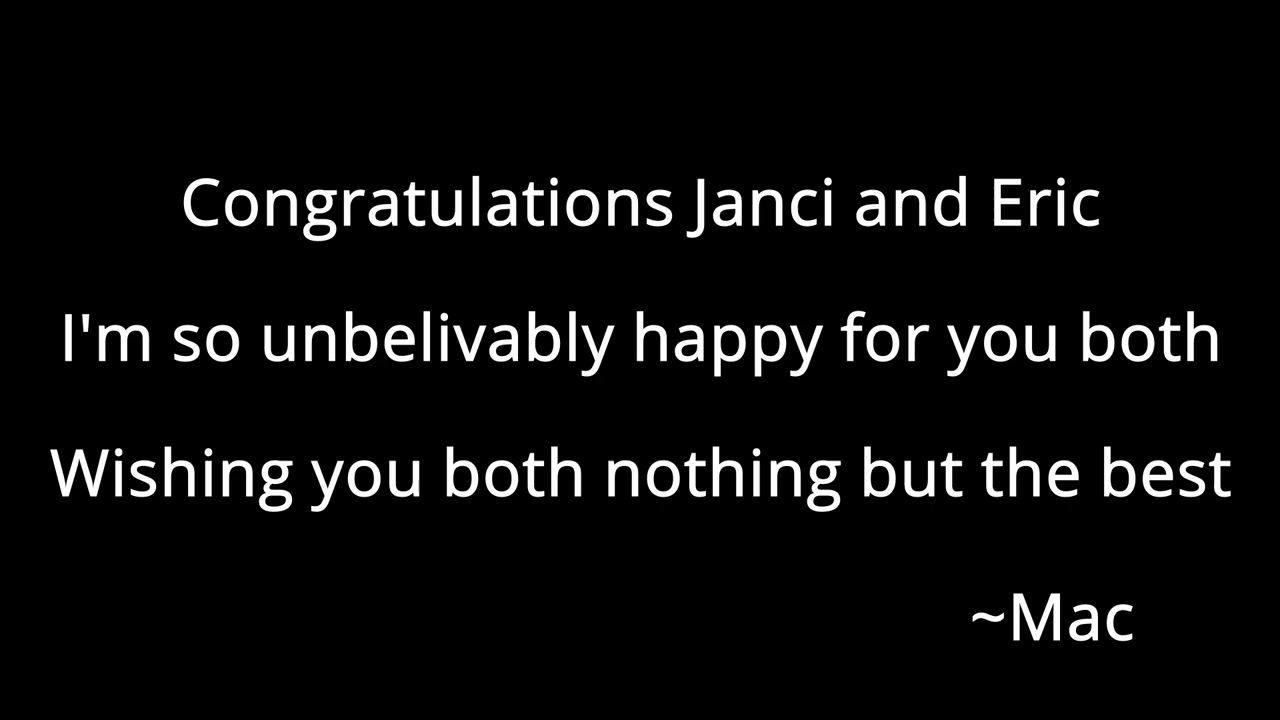 Congratulations Janci and Eric
I'm so unbelivably happy for you both
Wishing you both nothing but the best
~Mac